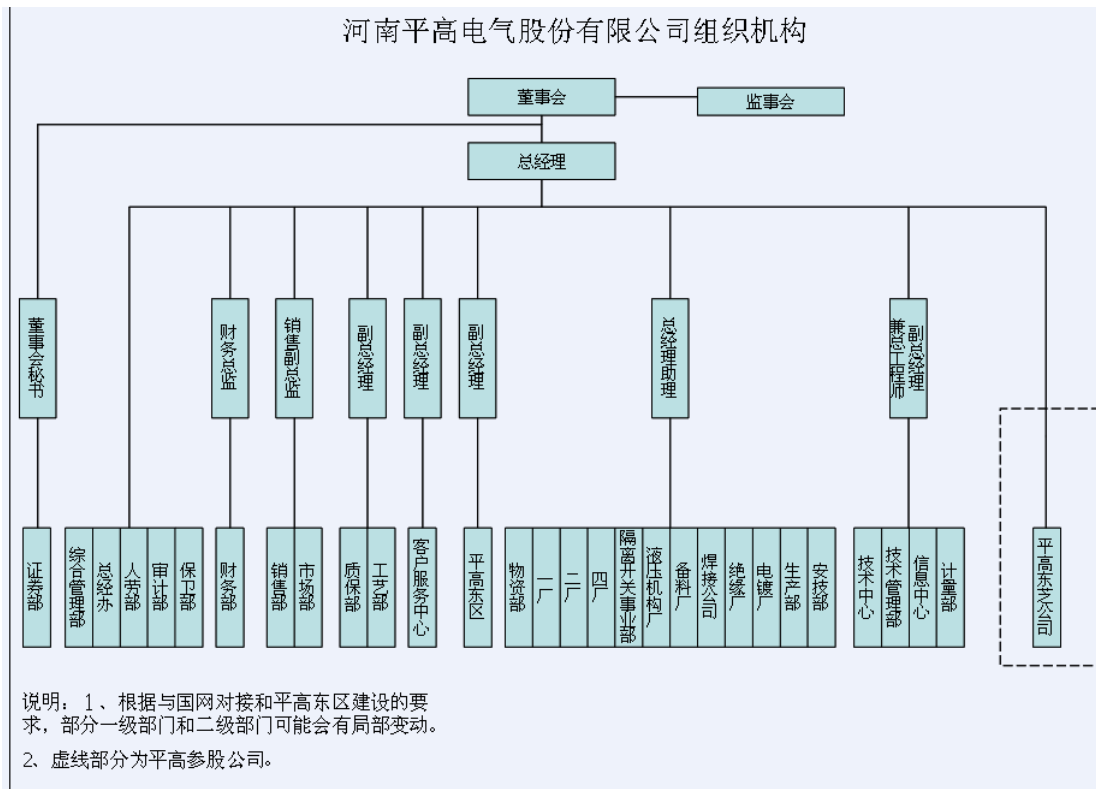 河南平高电气股份有限公司组织机构
董事会
监事会
总经理
董事会秘书
财务总监
销售副总监
副总经理
副总经理
副总经理
总经理助理
副总经理
兼总工程师
证券部
综合管理部
总经办
人劳部
审计部
保卫部
财务部
销售部
市场部
质保部
工艺部
客户服务中心
平高东区
物资部
一厂
二厂
四厂
隔离开关事业部
液压机构厂
备料厂
焊接公司
绝缘厂
电镀厂
生产部
安技部
技术中心
技术管理部
信息中心
计量部
平高东芝公司
说明：1、根据与国网对接和平高东区建设的要
求，部分一级部门和二级部门可能会有局部变动。
2、虚线部分为平高参股公司。